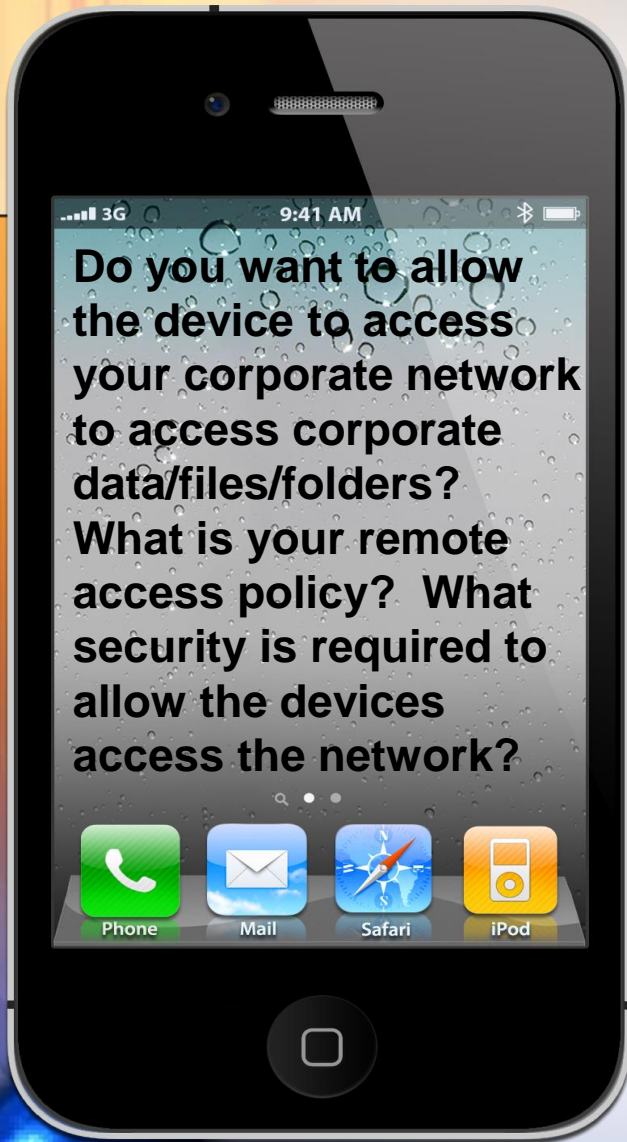 3G 9:41 AM
Do you want to allow
the device to access
your corporate network
to access corporate
data/files/folders?
What is your remote
access policy?  What
security is required to
allow the devices
access the network?
Phone Mail Safari iPod